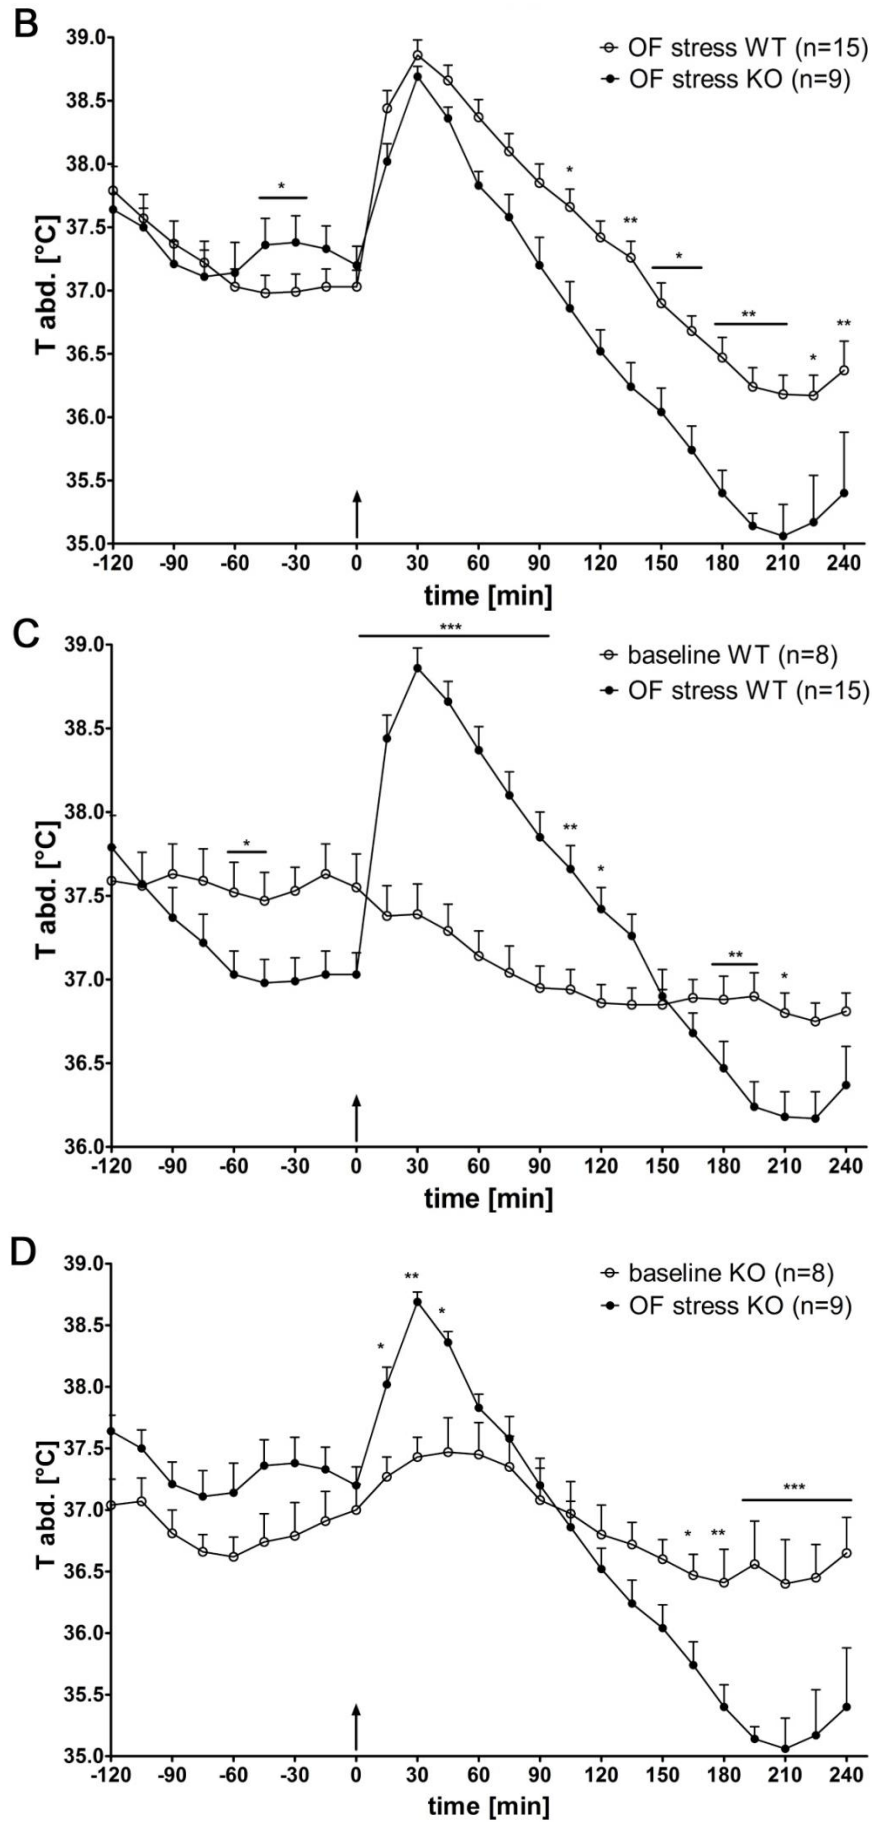 B
OF stress WT (n=15)
OF stress KO (n=9)
39.0
38.5
38.0
37.5
37.0
36.5
36.0
35.5
35.0
T abd. [°C]
* * ** * ** * **
-120 -90 -60 -30 0 30 60 90 120 150 180 210 240
time [min]
C
baseline WT (n=8)
OF stress WT (n=15)
39.0
38.5
38.0
37.5
37.0
36.5
36.0
T abd. [°C]
* *** ** * ** *
-120 -90 -60 -30 0 30 60 90 120 150 180 210 240
time [min]
D
baseline KO (n=8)
OF stress KO (n=9)
39.0
38.5
38.0
37.5
37.0
36.5
36.0
35.5
35.0
T abd. [°C]
* ** * * ** ***
-120 -90 -60 -30 0 30 60 90 120 150 180 210 240
time [min]